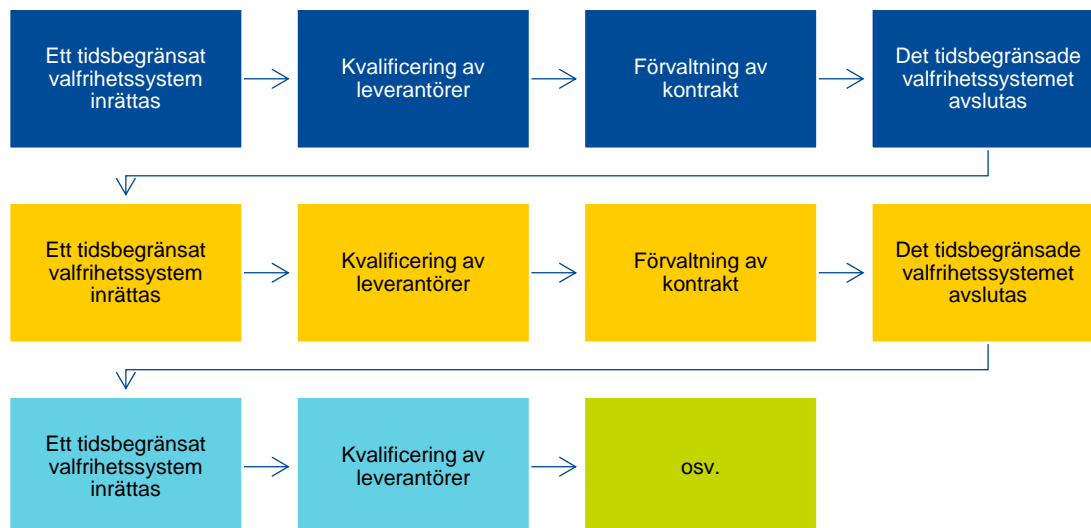 Ett tidsbegränsat
valfrihetssystem
inrättas
Kvalificering av
leverantörer
Förvaltning av
kontrakt
Det tidsbegränsade
valfrihetssystemet
avslutas
Ett tidsbegränsat
valfrihetssystem
inrättas
Kvalificering av
leverantörer
Förvaltning av
kontrakt
Det tidsbegränsade
valfrihetssystemet
avslutas
Ett tidsbegränsat
valfrihetssystem
inrättas
Kvalificering av
leverantörer
osv.